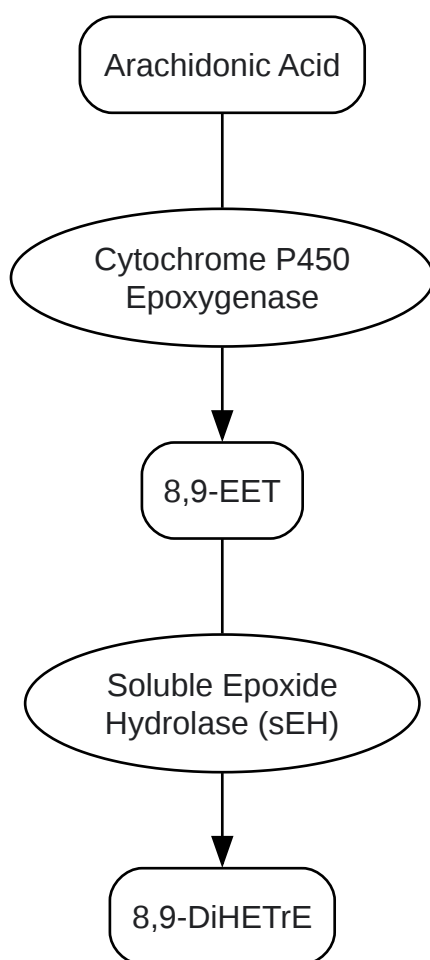 Arachidonic Acid
Cytochrome P450
Epoxygenase
8,9-EET
Soluble Epoxide
Hydrolase (sEH)
8,9-DiHETrE